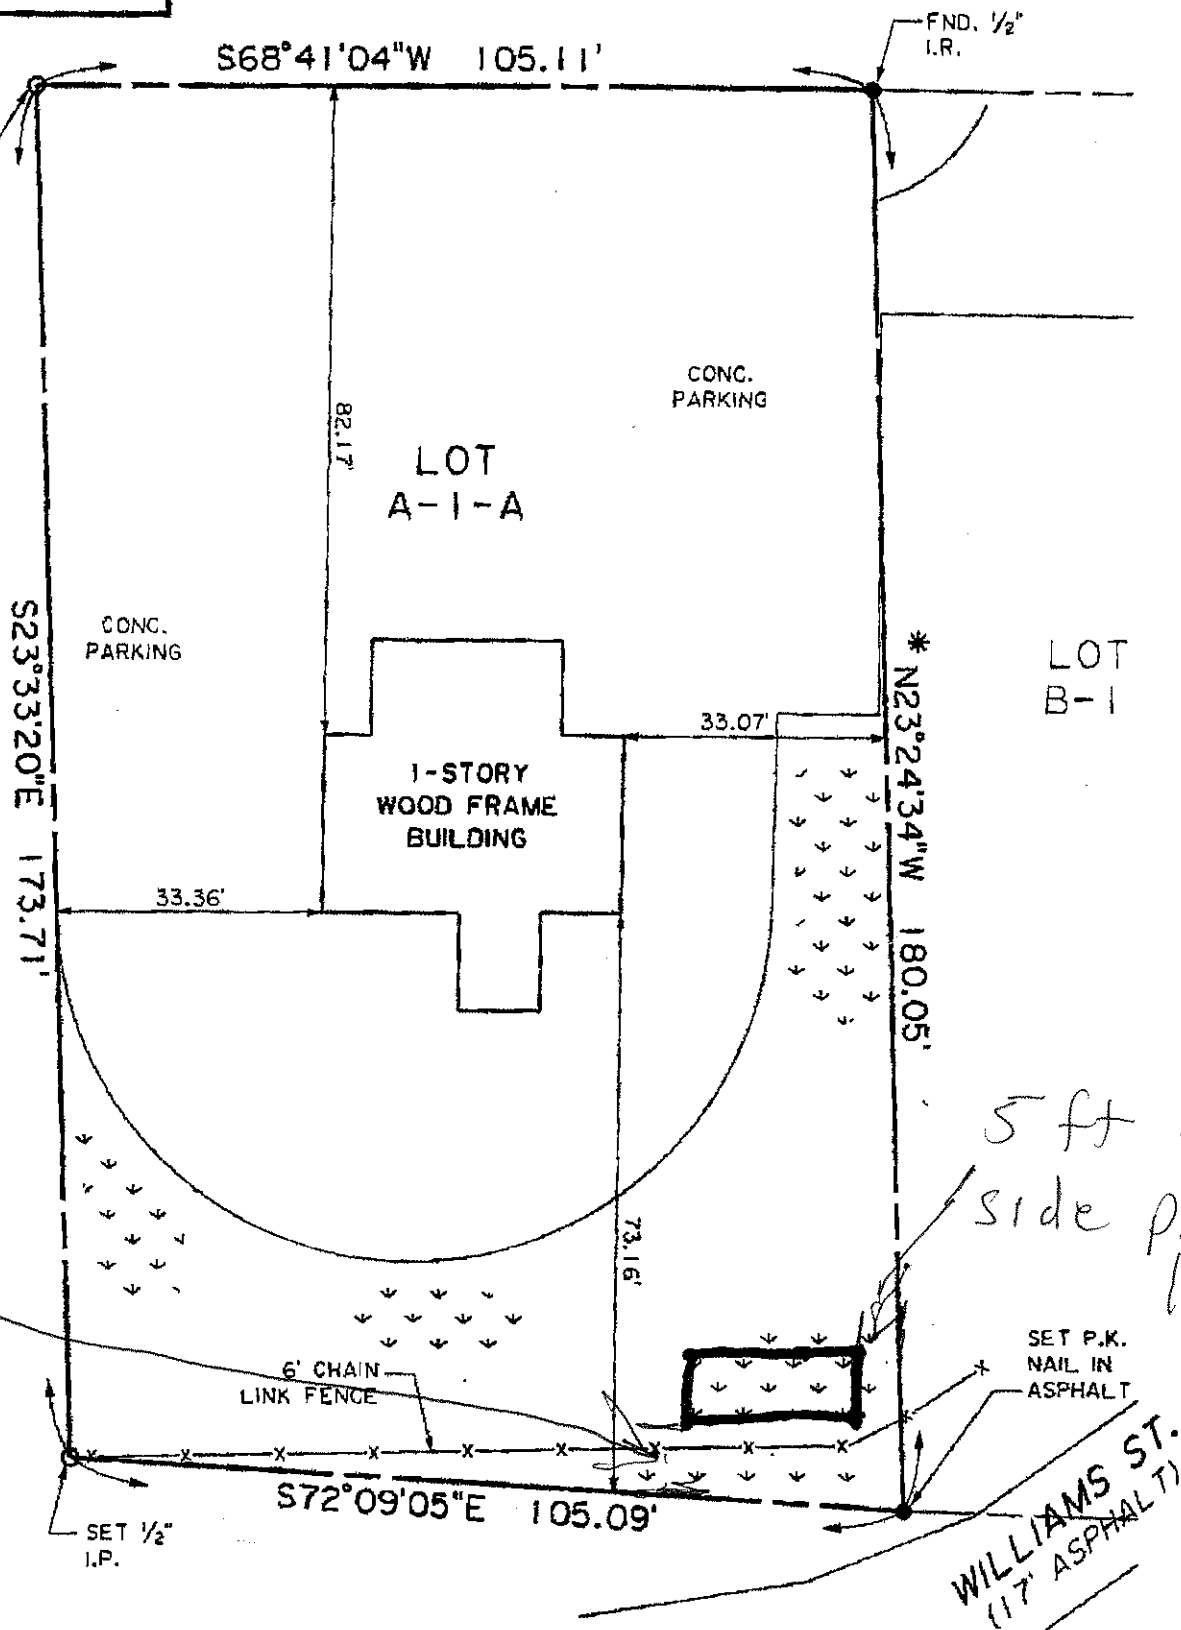 FND. 1/2"
I.R.
S68°41'04"W 105.11'
CONC.
PARKING
82.17'
LOT
A-1-A
CONC.
PARKING
S23°33'20"E 173.71'
* N23°24'34"W 180.05'
LOT
B-1
33.07'
1-STORY
WOOD FRAME
BUILDING
33.36'
5 ft
side
73.16'
6' CHAIN
LINK FENCE
SET P.K.
NAIL IN
ASPHALT
S72°09'05"E 105.09'
SET 1/2"
I.P.
WILLIAMS ST.
(17' ASPHALT)